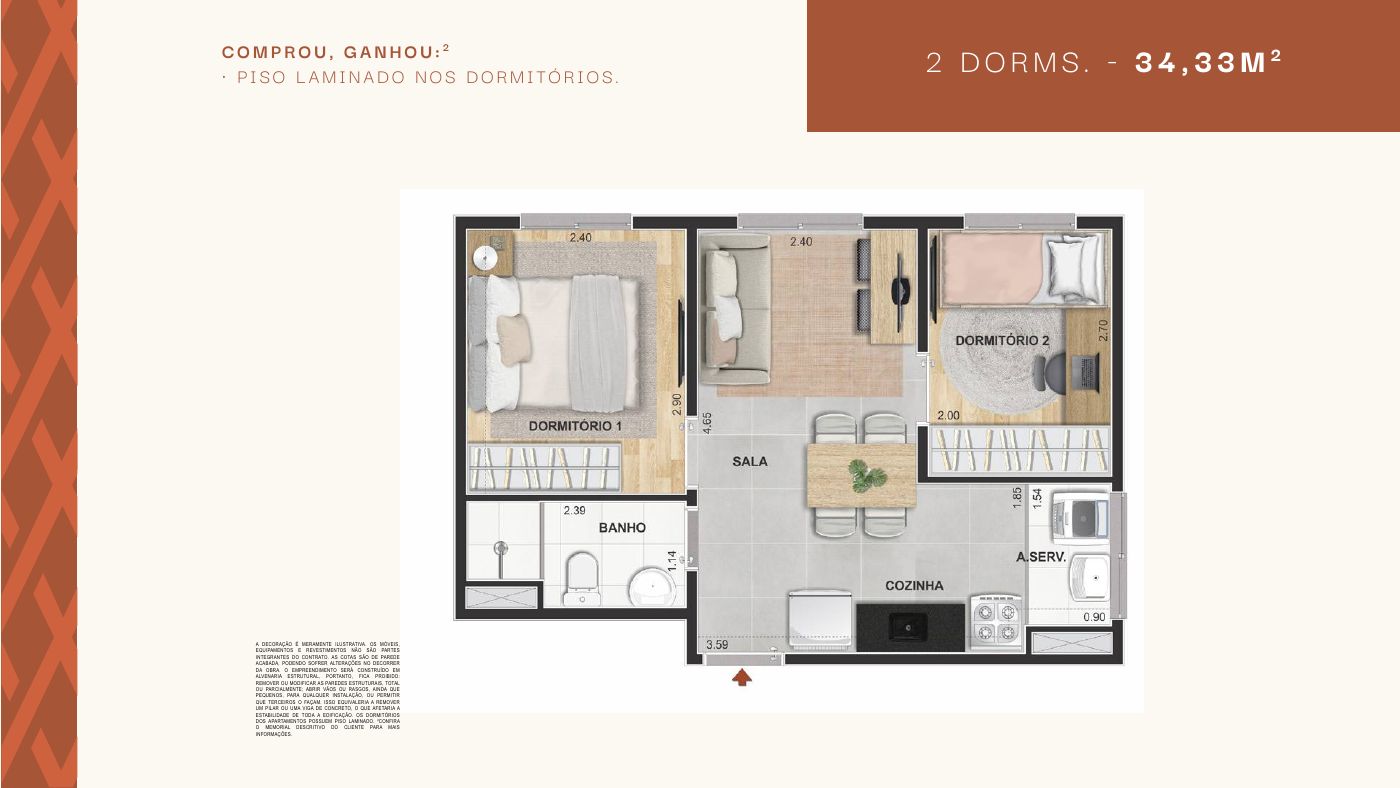 COMPROU, GANHOU:²
· PISO LAMINADO NOS DORMITÓRIOS.
2 DORMS. - 34,33M²
2.40
2.40
DORMITÓRIO 2
2.70
2.90
2.00
4.65
DORMITÓRIO 1
SALA
1.85
1.54
2.39
BANHO
1.14
A.SERV.
COZINHA
0.90
3.59
A DECORAÇÃO É MERAMENTE ILUSTRATIVA. OS MÓVEIS,
EQUIPAMENTOS E REVESTIMENTOS NÃO SÃO PARTES
INTEGRANTES DO CONTRATO. AS COTAS SÃO DE PAREDE
ACABADA, PODENDO SOFRER ALTERAÇÕES NO DECORRER
DA OBRA. O EMPREENDIMENTO SERÁ CONSTRUÍDO EM
ALVENARIA ESTRUTURAL. PORTANTO, FICA PROIBIDO:
REMOVER OU MODIFICAR AS PAREDES ESTRUTURAIS, TOTAL
OU PARCIALMENTE; ABRIR VÃOS OU RASGOS, AINDA QUE
PEQUENOS, PARA QUALQUER INSTALAÇÃO; OU PERMITIR
QUE TERCEIROS O FAÇAM. ISSO EQUIVALERIA A REMOVER
UM PILAR OU UMA VIGA DE CONCRETO, O QUE AFETARIA A
ESTABILIDADE DE TODA A EDIFICAÇÃO. OS DORMITÓRIOS
DOS APARTAMENTOS POSSUEM PISO LAMINADO. ²CONFIRA
O MEMORIAL DESCRITIVO DO CLIENTE PARA MAIS
INFORMAÇÕES.